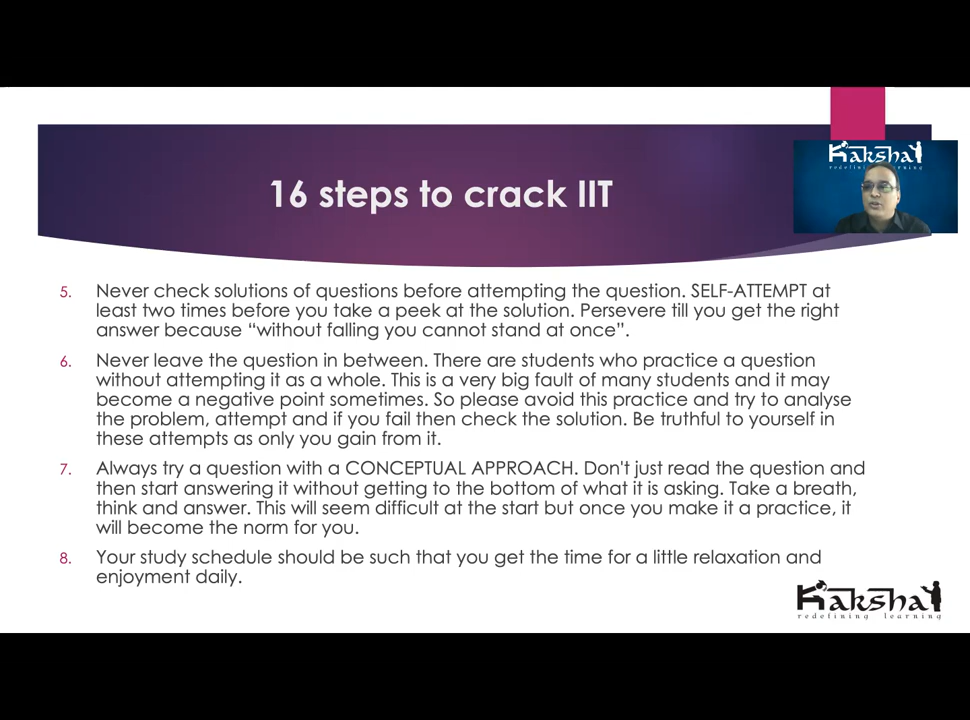 Kaksha
redefining learning
16 steps to crack IIT
5. Never check solutions of questions before attempting the question. SELF-ATTEMPT at
least two times before you take a peek at the solution. Persevere till you get the right
answer because “without falling you cannot stand at once”.
6. Never leave the question in between. There are students who practice a question
without attempting it as a whole. This is a very big fault of many students and it may
become a negative point sometimes. So please avoid this practice and try to analyse
the problem, attempt and if you fail then check the solution. Be truthful to yourself in
these attempts as only you gain from it.
7. Always try a question with a CONCEPTUAL APPROACH. Don't just read the question and
then start answering it without getting to the bottom of what it is asking. Take a breath,
think and answer. This will seem difficult at the start but once you make it a practice, it
will become the norm for you.
8. Your study schedule should be such that you get the time for a little relaxation and
enjoyment daily.
Kaksha
redefining learning